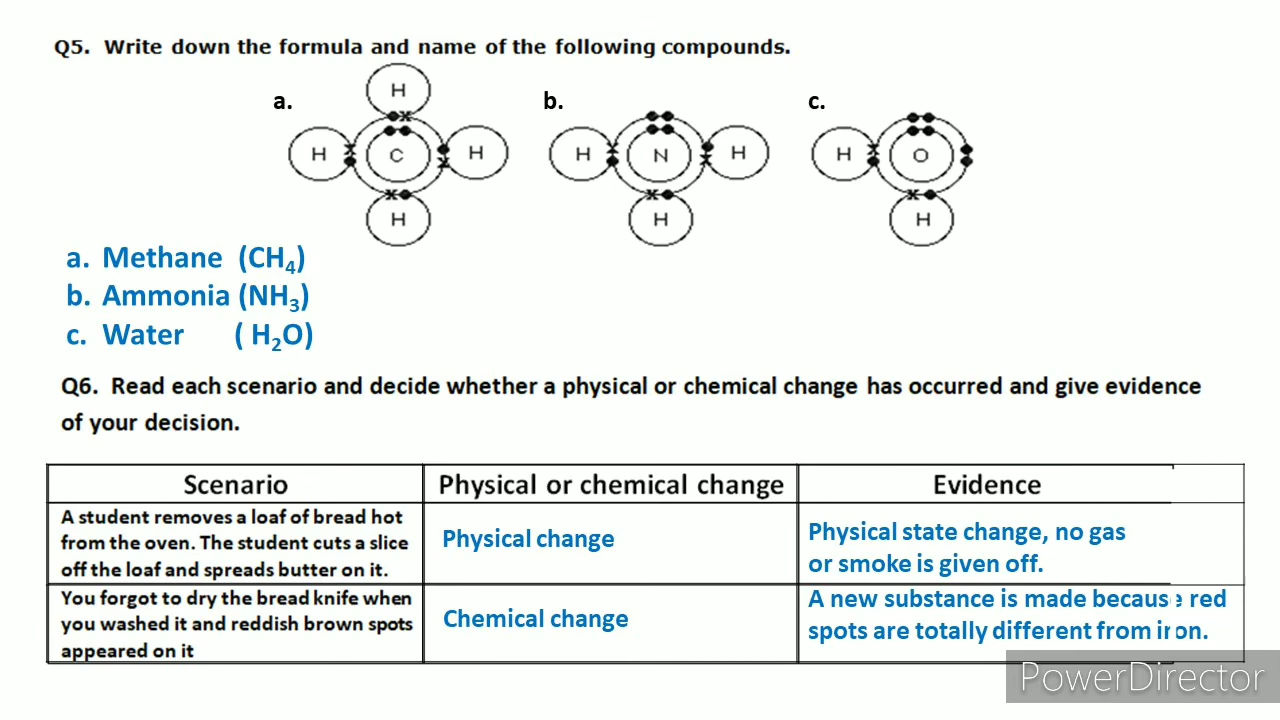 Q5. Write down the formula and name of the following compounds.
a. b. c.
H
H C H
H
H N H
H
H O
H
a. Methane (CH₄)
b. Ammonia (NH₃)
c. Water ( H₂O)
Q6. Read each scenario and decide whether a physical or chemical change has occurred and give evidence
of your decision.
Scenario Physical or chemical change Evidence
A student removes a loaf of bread hot
from the oven. The student cuts a slice
off the loaf and spreads butter on it.
Physical change
Physical state change, no gas
or smoke is given off.
You forgot to dry the bread knife when
you washed it and reddish brown spots
appeared on it
Chemical change
A new substance is made because red
spots are totally different from iron.
PowerDirector